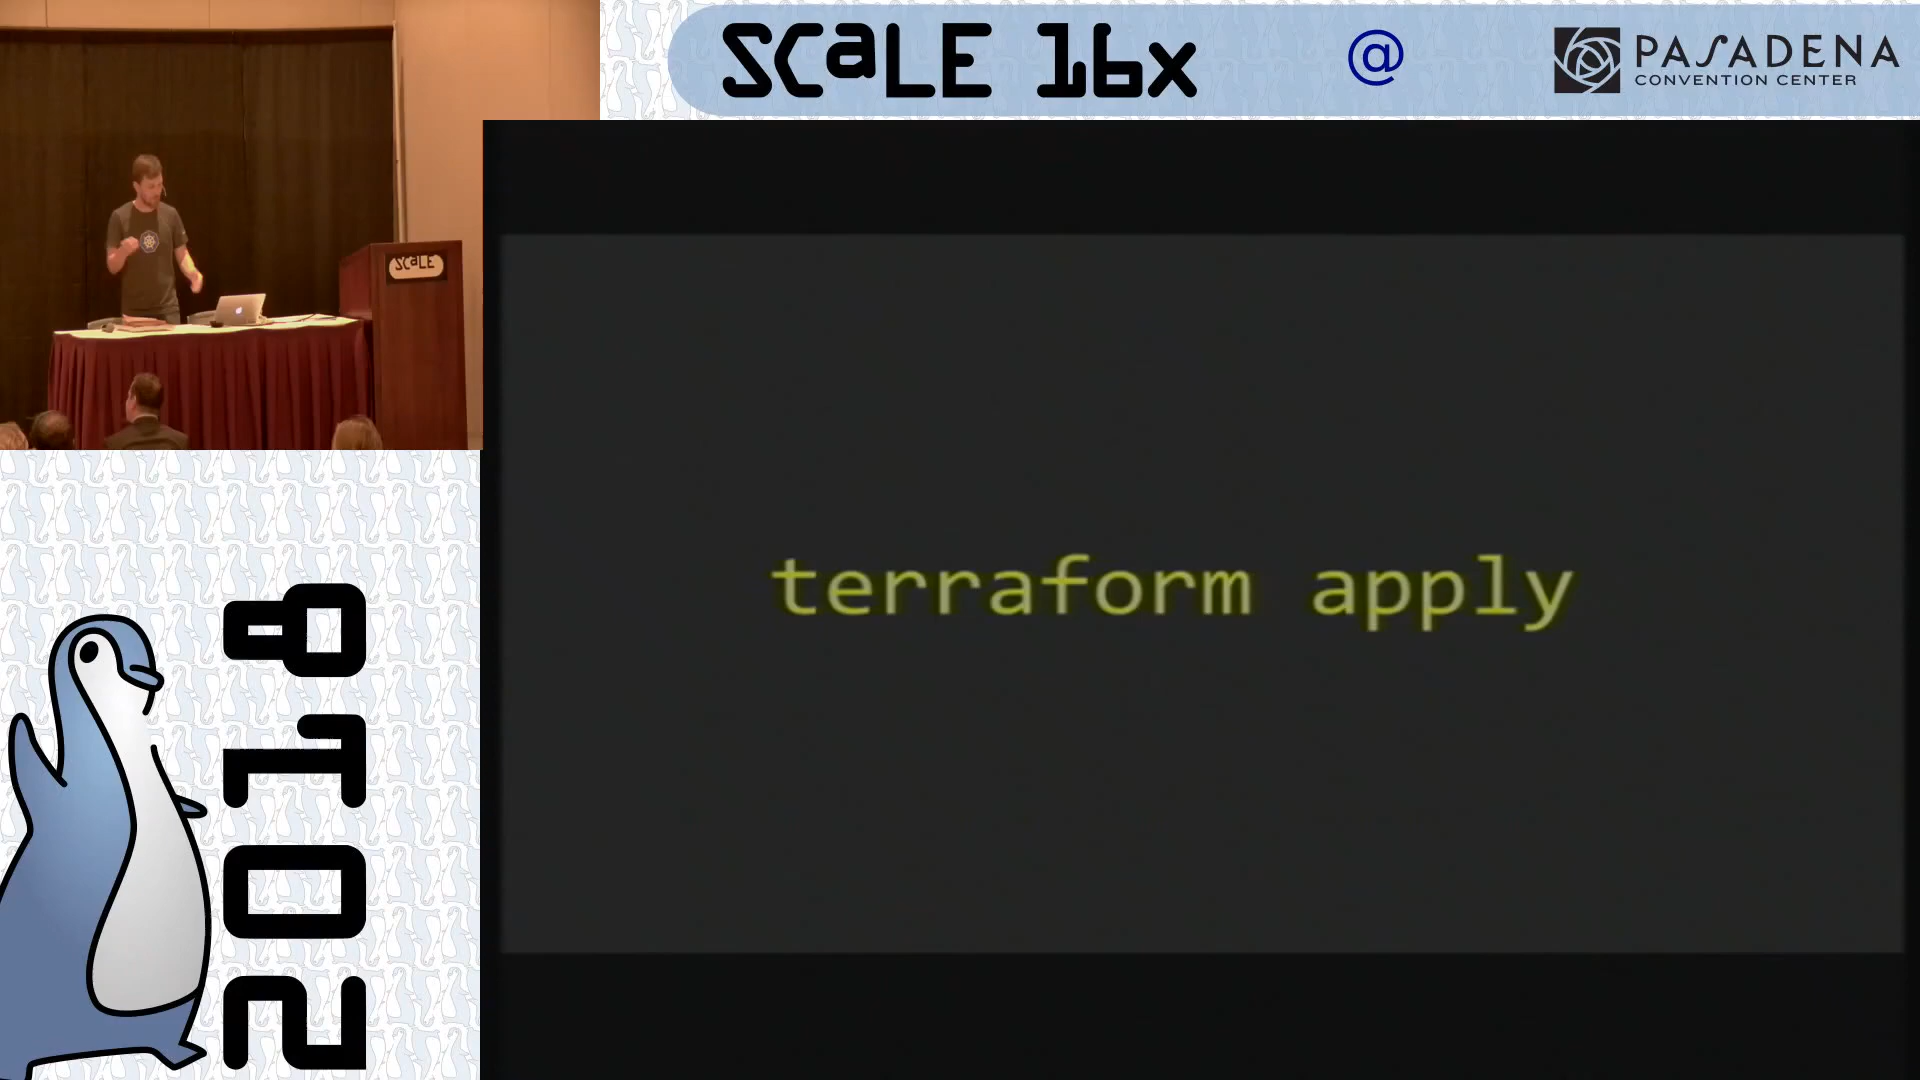 SCALE 16x
@
PASADENA
CONVENTION CENTER
SCALE
terraform apply
2018